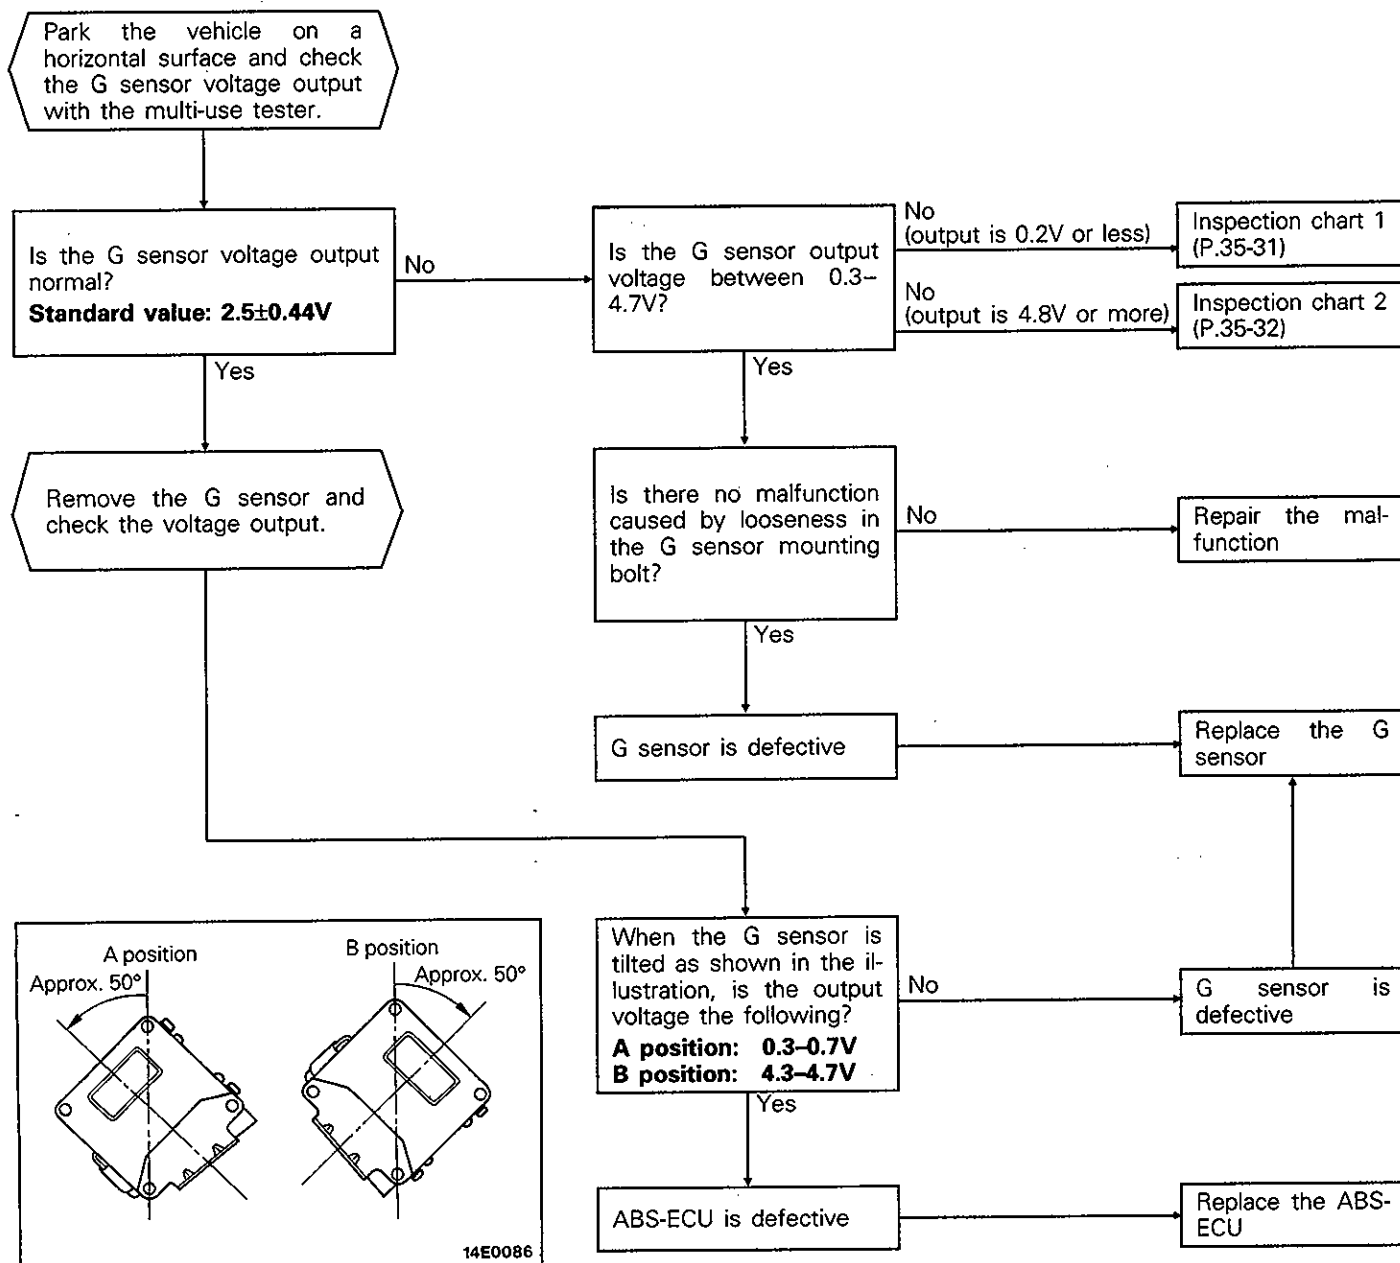 Park the vehicle on a
horizontal surface and check
the G sensor voltage output
with the multi-use tester.
Is the G sensor voltage output
normal?
Standard value: 2.5±0.44V
No
Is the G sensor output
voltage between 0.3–
4.7V?
No
(output is 0.2V or less)
Inspection chart 1
(P.35-31)
No
(output is 4.8V or more)
Inspection chart 2
(P.35-32)
Yes
Yes
Remove the G sensor and
check the voltage output.
Is there no malfunction
caused by looseness in
the G sensor mounting
bolt?
No
Repair the mal-
function
Yes
G sensor is defective
Replace the G
sensor
When the G sensor is
tilted as shown in the il-
lustration, is the output
voltage the following?
A position: 0.3–0.7V
B position: 4.3–4.7V
No
G sensor is
defective
Yes
ABS-ECU is defective
Replace the ABS-
ECU
A position
Approx. 50°
B position
Approx. 50°
14E0086